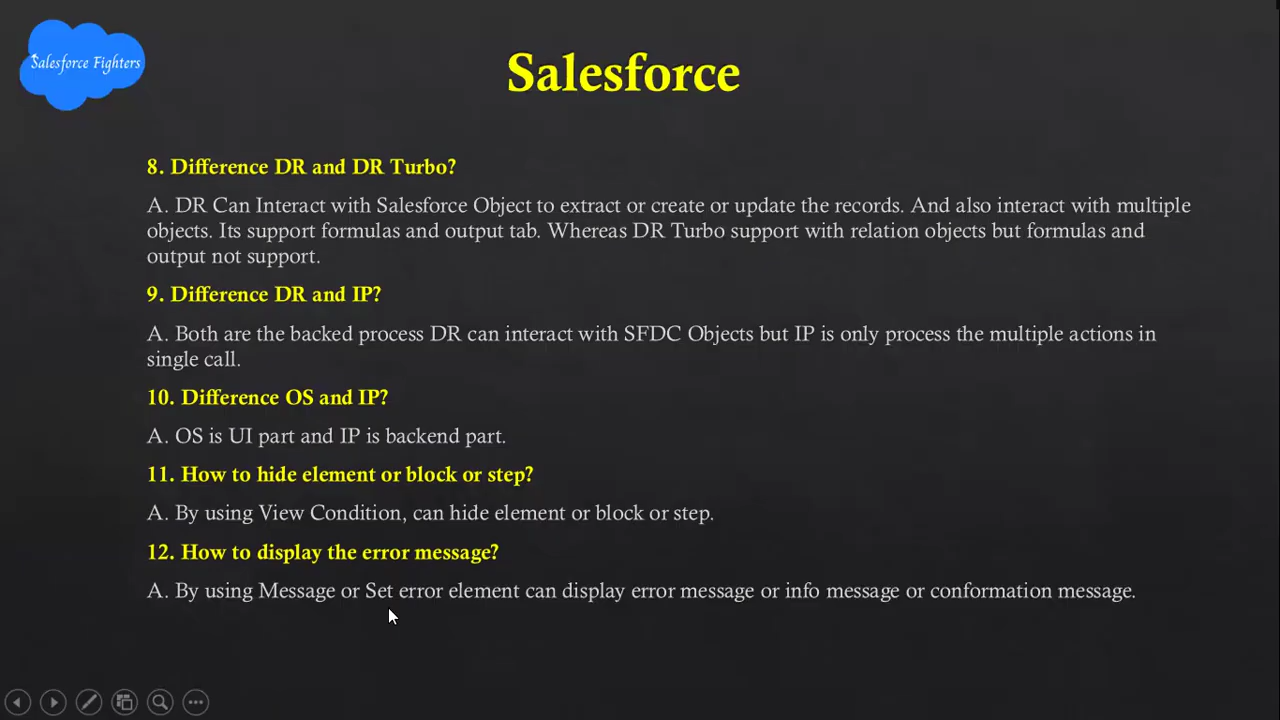 Salesforce Fighters
Salesforce
8. Difference DR and DR Turbo?
A. DR Can Interact with Salesforce Object to extract or create or update the records. And also interact with multiple
objects. Its support formulas and output tab. Whereas DR Turbo support with relation objects but formulas and
output not support.
9. Difference DR and IP?
A. Both are the backed process DR can interact with SFDC Objects but IP is only process the multiple actions in
single call.
10. Difference OS and IP?
A. OS is UI part and IP is backend part.
11. How to hide element or block or step?
A. By using View Condition, can hide element or block or step.
12. How to display the error message?
A. By using Message or Set error element can display error message or info message or conformation message.